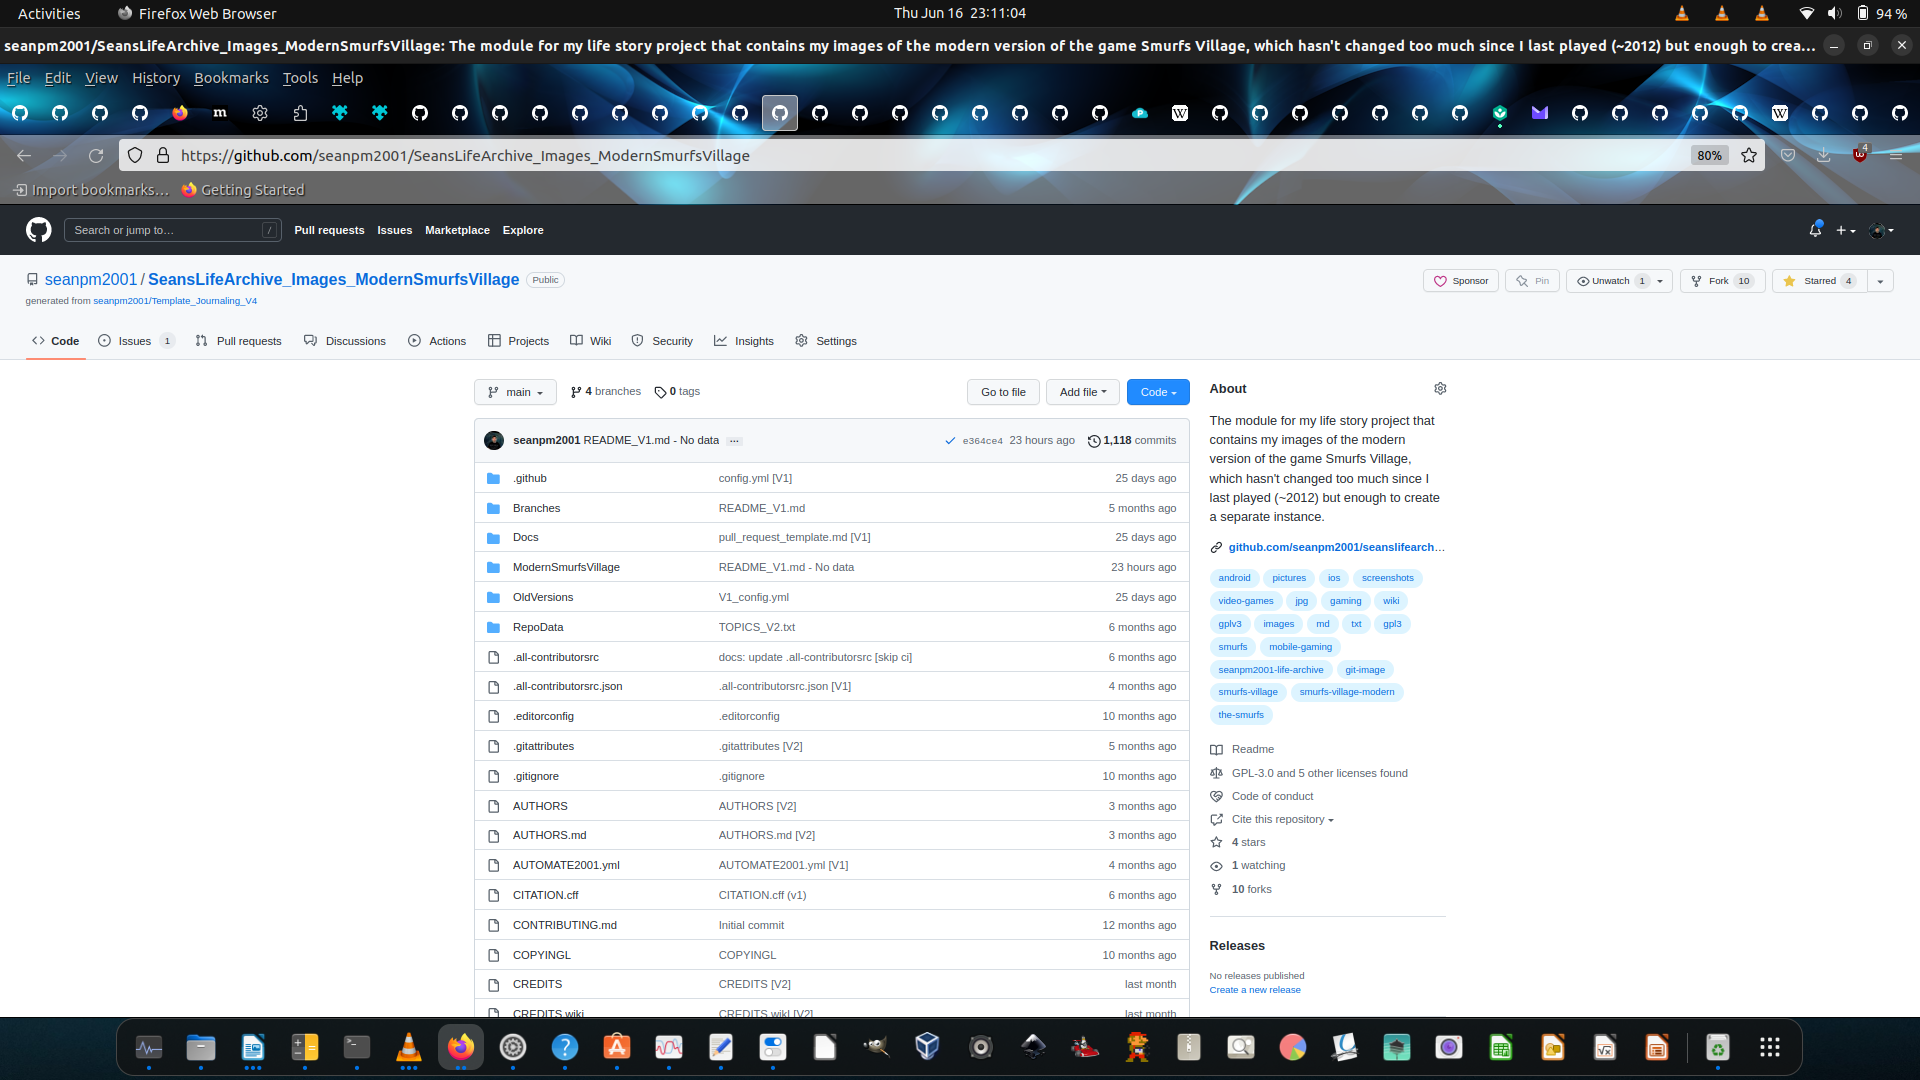 Activities
Firefox Web Browser
Thu Jun 16 23:11:04
94 %
seanpm2001/SeansLifeArchive_Images_ModernSmurfsVillage: The module for my life story project that contains my images of the modern version of the game Smurfs Village, which hasn't changed too much since I last played (~2012) but enough to crea…
File Edit View History Bookmarks Tools Help
https://github.com/seanpm2001/SeansLifeArchive_Images_ModernSmurfsVillage
80%
4
Import bookmarks…
Getting Started
Search or jump to…
/
Pull requests Issues Marketplace Explore
seanpm2001 / SeansLifeArchive_Images_ModernSmurfsVillage Public
Sponsor Pin Unwatch 1 Fork 10 Starred 4
generated from seanpm2001/Template_Journaling_V4
Code Issues 1 Pull requests Discussions Actions Projects Wiki Security Insights Settings
main 4 branches 0 tags
Go to file Add file Code
seanpm2001 README_V1.md - No data … e364ce4 23 hours ago 1,118 commits
.github config.yml [V1] 25 days ago
Branches README_V1.md 5 months ago
Docs pull_request_template.md [V1] 25 days ago
ModernSmurfsVillage README_V1.md - No data 23 hours ago
OldVersions V1_config.yml 25 days ago
RepoData TOPICS_V2.txt 6 months ago
.all-contributorsrc docs: update .all-contributorsrc [skip ci] 6 months ago
.all-contributorsrc.json .all-contributorsrc.json [V1] 4 months ago
.editorconfig .editorconfig 10 months ago
.gitattributes .gitattributes [V2] 5 months ago
.gitignore .gitignore 10 months ago
AUTHORS AUTHORS [V2] 3 months ago
AUTHORS.md AUTHORS.md [V2] 3 months ago
AUTOMATE2001.yml AUTOMATE2001.yml [V1] 4 months ago
CITATION.cff CITATION.cff (v1) 6 months ago
CONTRIBUTING.md Initial commit 12 months ago
COPYINGL COPYINGL 10 months ago
CREDITS CREDITS [V2] last month
CREDITS.wiki CREDITS.wiki [V2] last month
About
The module for my life story project that
contains my images of the modern
version of the game Smurfs Village,
which hasn't changed too much since I
last played (~2012) but enough to create
a separate instance.
github.com/seanpm2001/seanslifearch…
android pictures ios screenshots
video-games jpg gaming wiki
gplv3 images md txt gpl3
smurfs mobile-gaming
seanpm2001-life-archive git-image
smurfs-village smurfs-village-modern
the-smurfs
Readme
GPL-3.0 and 5 other licenses found
Code of conduct
Cite this repository
4 stars
1 watching
10 forks
Releases
No releases published
Create a new release